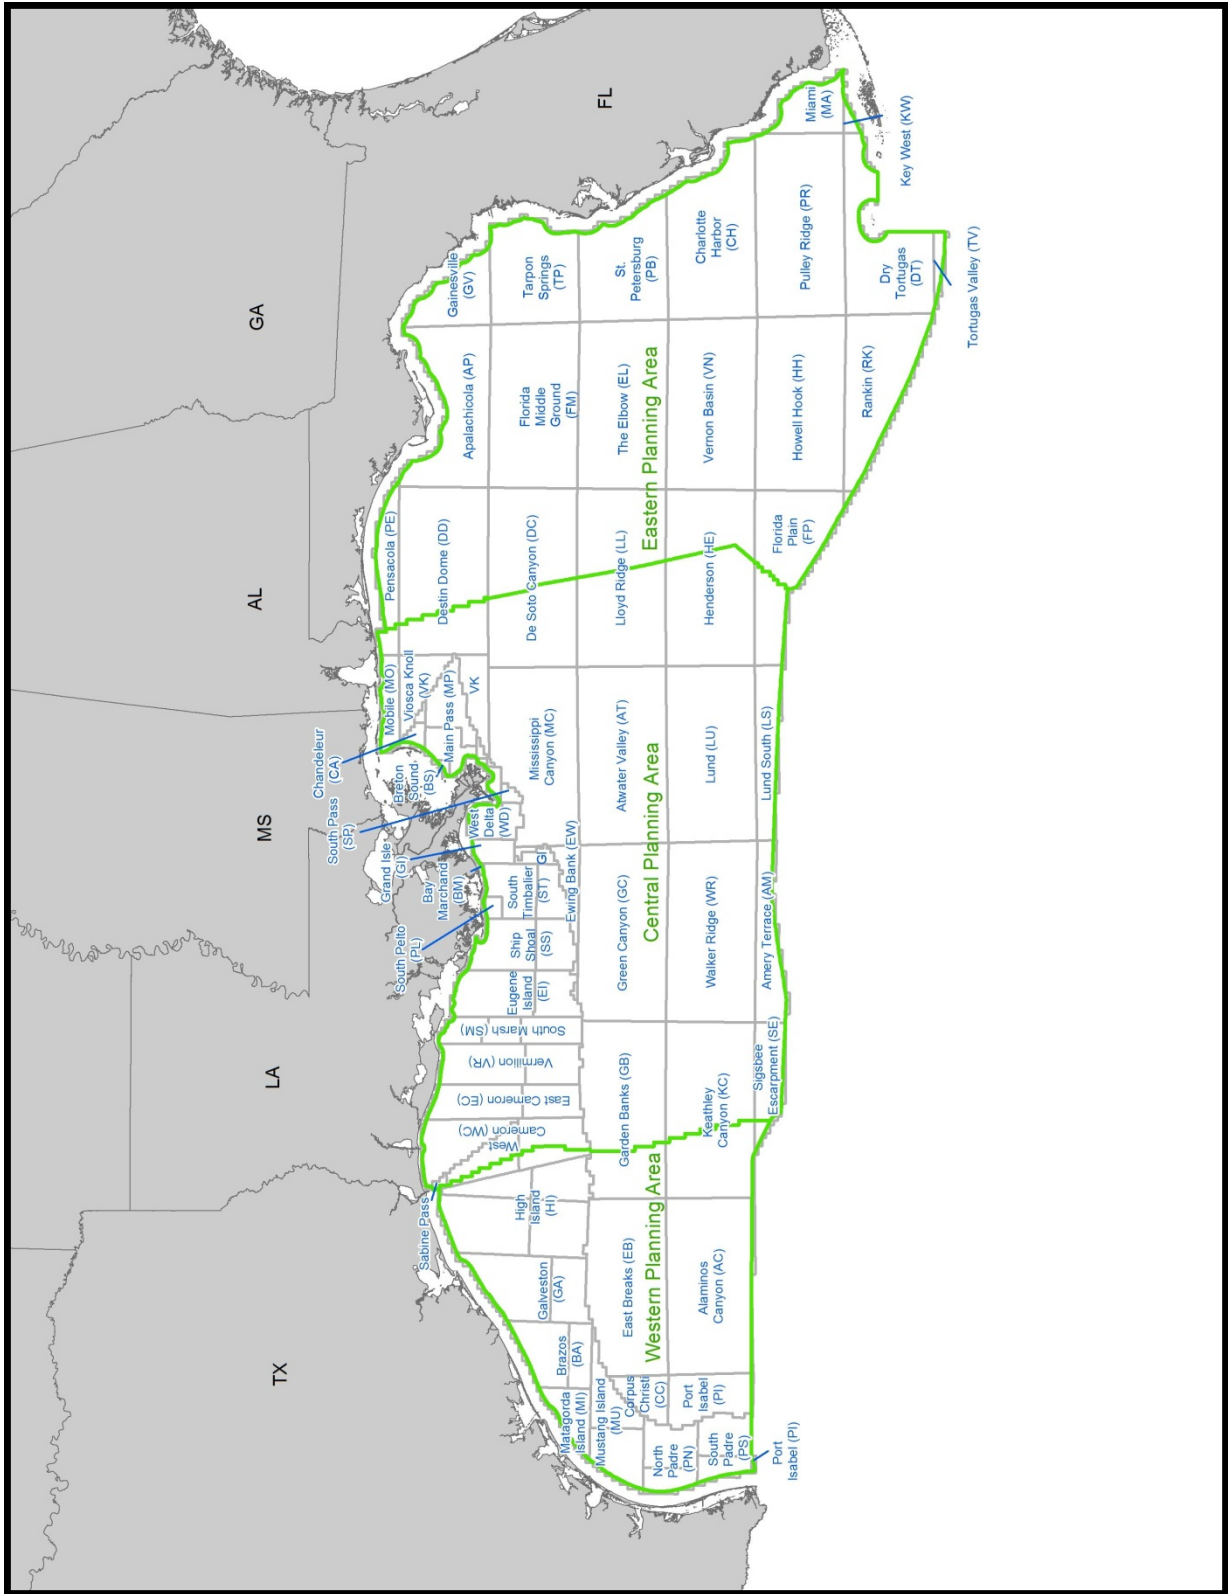 TX
LA
MS
AL
GA
FL
Sabine Pass
South Pelto
(PL)
Bay
Marchand
(BM)
Grand Isle
(GI)
South Pass
(SP)
Chandeleur
(CA)
Breton
Sound
(BS)
West
Delta
(WD)
Mobile (MO)
Viosca Knoll
(VK)
Main Pass (MP)
VK
Pensacola (PE)
Destin Dome (DD)
Apalachicola (AP)
Gainesville
(GV)
Matagorda
Island (MI)
Brazos
(BA)
Galveston
(GA)
High
Island
(HI)
West
Cameron (WC)
East Cameron (EC)
Vermilion (VR)
South Marsh (SM)
Eugene
Island
(EI)
Ship
Shoal
(SS)
South
Timbalier
(ST)
GI
Ewing Bank (EW)
Mississippi
Canyon (MC)
De Soto Canyon (DC)
Florida
Middle
Ground
(FM)
Tarpon
Springs
(TP)
Mustang Island
(MU)
Corpus
Christi
(CC)
East Breaks (EB)
Garden Banks (GB)
Green Canyon (GC)
Atwater Valley (AT)
Lloyd Ridge (LL)
The Elbow (EL)
St.
Petersburg
(PB)
Western Planning Area
Central Planning Area
Eastern Planning Area
North
Padre
(PN)
South
Padre
(PS)
Port
Isabel
(PI)
Alaminos
Canyon (AC)
Keathley
Canyon (KC)
Walker Ridge (WR)
Lund (LU)
Henderson (HE)
Vernon Basin (VN)
Charlotte
Harbor
(CH)
Port
Isabel (PI)
Sigsbee
Escarpment (SE)
Amery Terrace (AM)
Lund South (LS)
Florida
Plain
(FP)
Howell Hook (HH)
Pulley Ridge (PR)
Miami
(MA)
Rankin (RK)
Dry
Tortugas
(DT)
Key West (KW)
Tortugas Valley (TV)